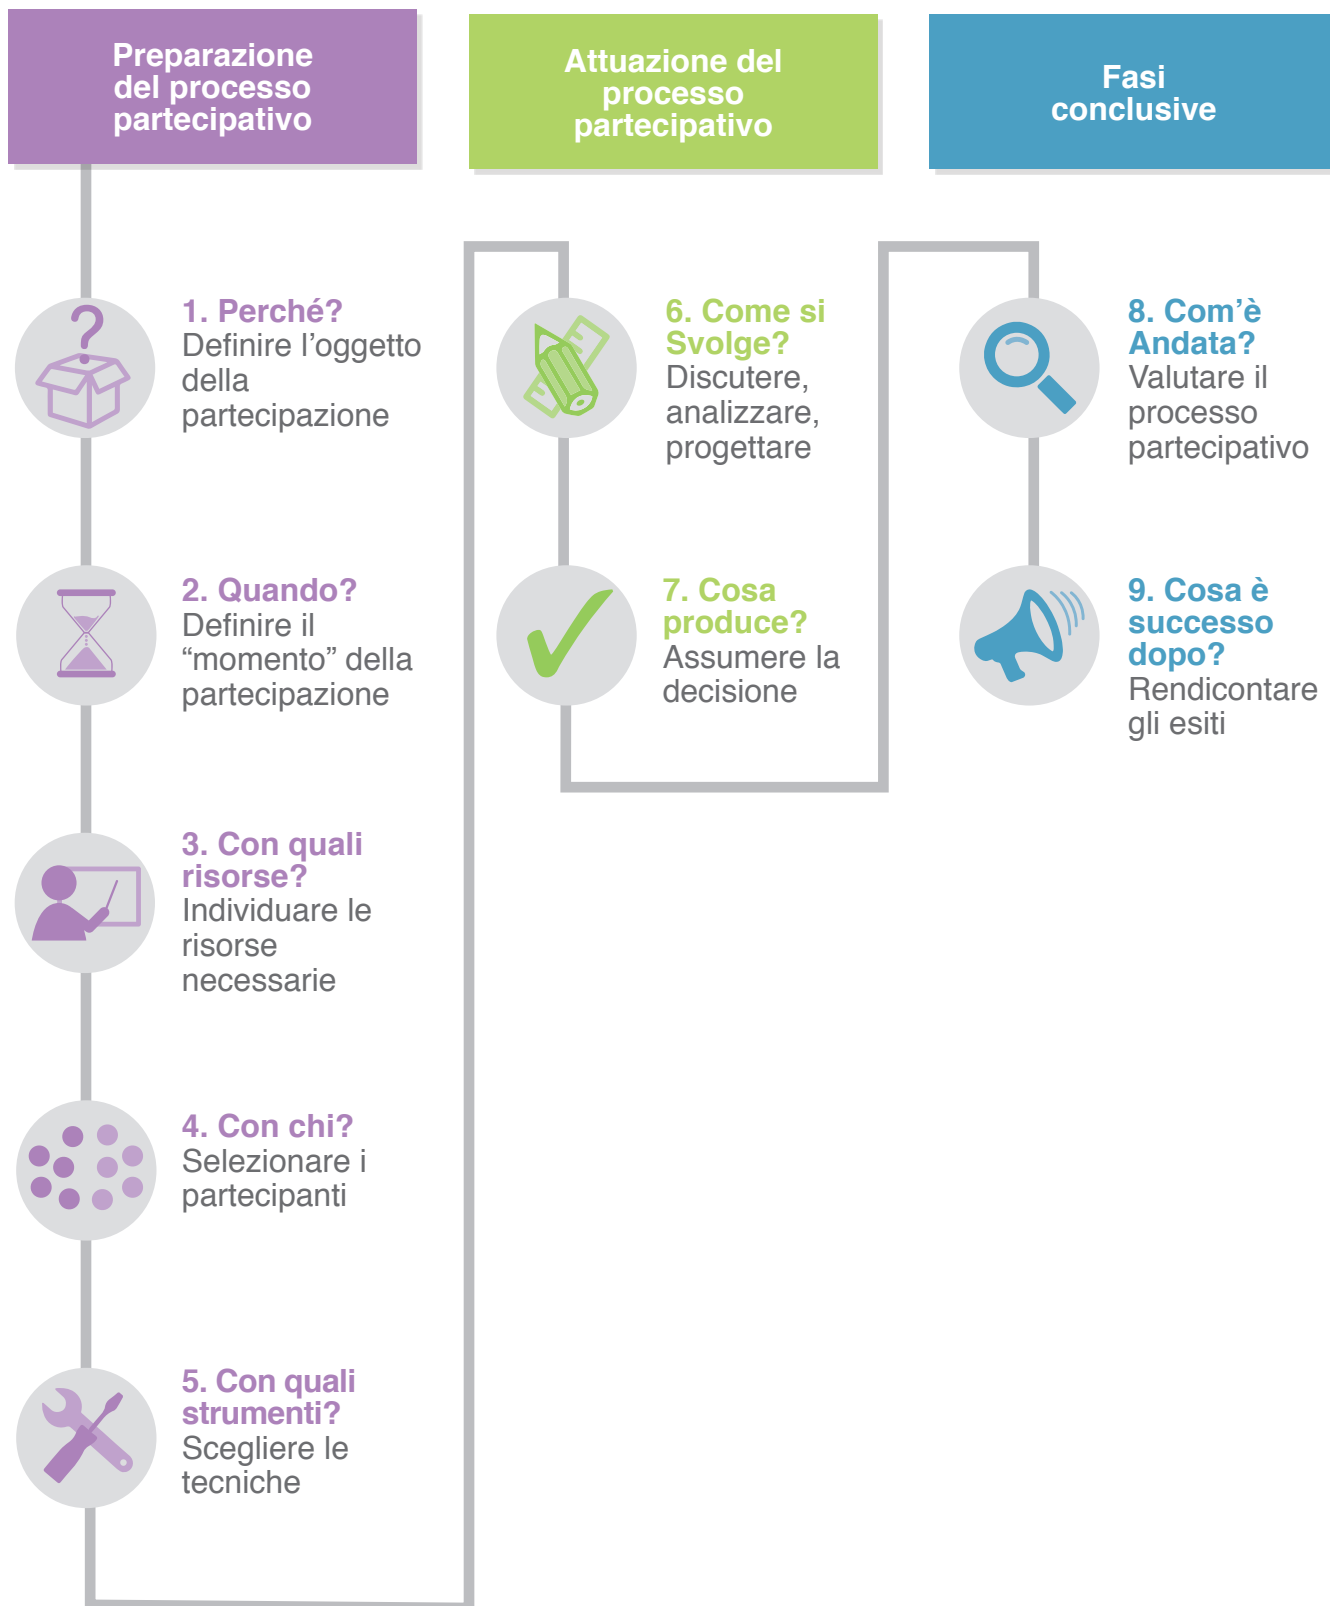 Preparazione
del processo
partecipativo
Attuazione del
processo
partecipativo
Fasi
conclusive
1. Perché?
Definire l’oggetto
della
partecipazione
2. Quando?
Definire il
“momento” della
partecipazione
3. Con quali
risorse?
Individuare le
risorse
necessarie
4. Con chi?
Selezionare i
partecipanti
5. Con quali
strumenti?
Scegliere le
tecniche
6. Come si
Svolge?
Discutere,
analizzare,
progettare
7. Cosa
produce?
Assumere la
decisione
8. Com’è
Andata?
Valutare il
processo
partecipativo
9. Cosa è
successo
dopo?
Rendicontare
gli esiti